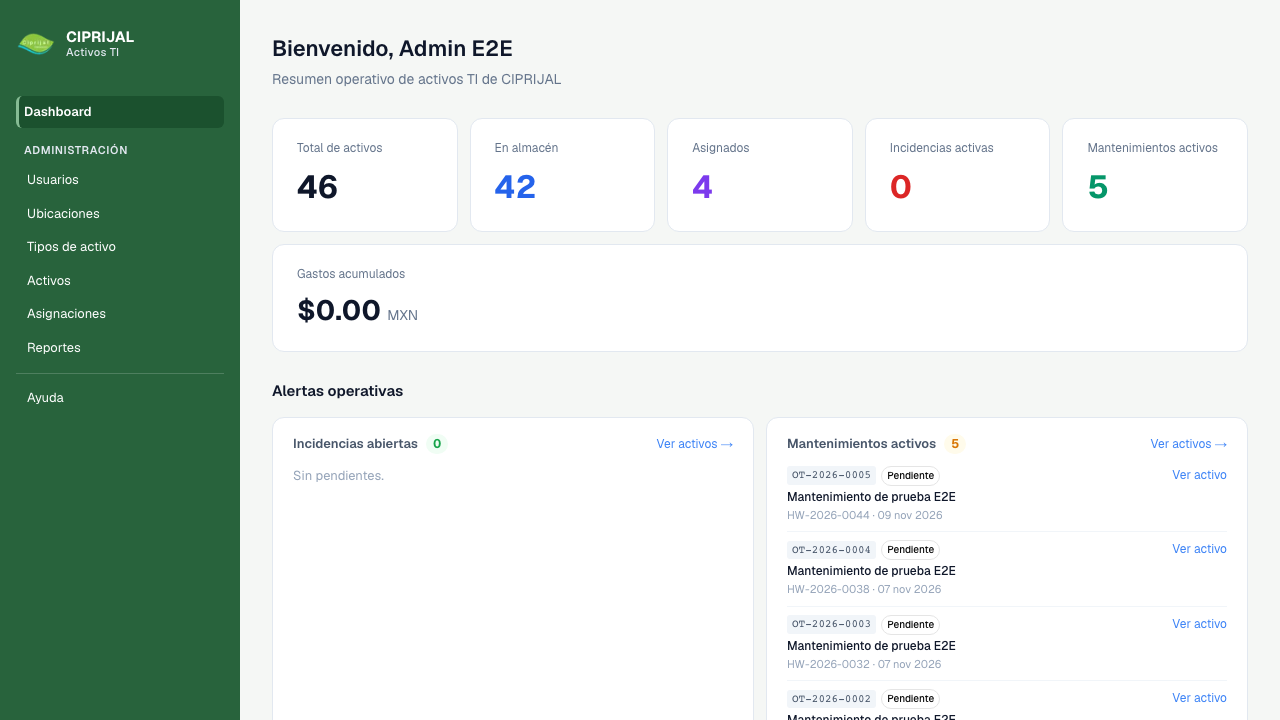 CIPRIJAL
Activos TI
Dashboard
ADMINISTRACIÓN
Usuarios
Ubicaciones
Tipos de activo
Activos
Asignaciones
Reportes
Ayuda
Bienvenido, Admin E2E
Resumen operativo de activos TI de CIPRIJAL
Total de activos
46
En almacén
42
Asignados
4
Incidencias activas
0
Mantenimientos activos
5
Gastos acumulados
$0.00 MXN
Alertas operativas
Incidencias abiertas 0 Ver activos →
Sin pendientes.
Mantenimientos activos 5 Ver activos →
OT-2026-0005 Pendiente Ver activo
Mantenimiento de prueba E2E
HW-2026-0044 · 09 nov 2026
OT-2026-0004 Pendiente Ver activo
Mantenimiento de prueba E2E
HW-2026-0038 · 07 nov 2026
OT-2026-0003 Pendiente Ver activo
Mantenimiento de prueba E2E
HW-2026-0032 · 07 nov 2026
OT-2026-0002 Pendiente Ver activo
Mantenimiento de prueba E2E